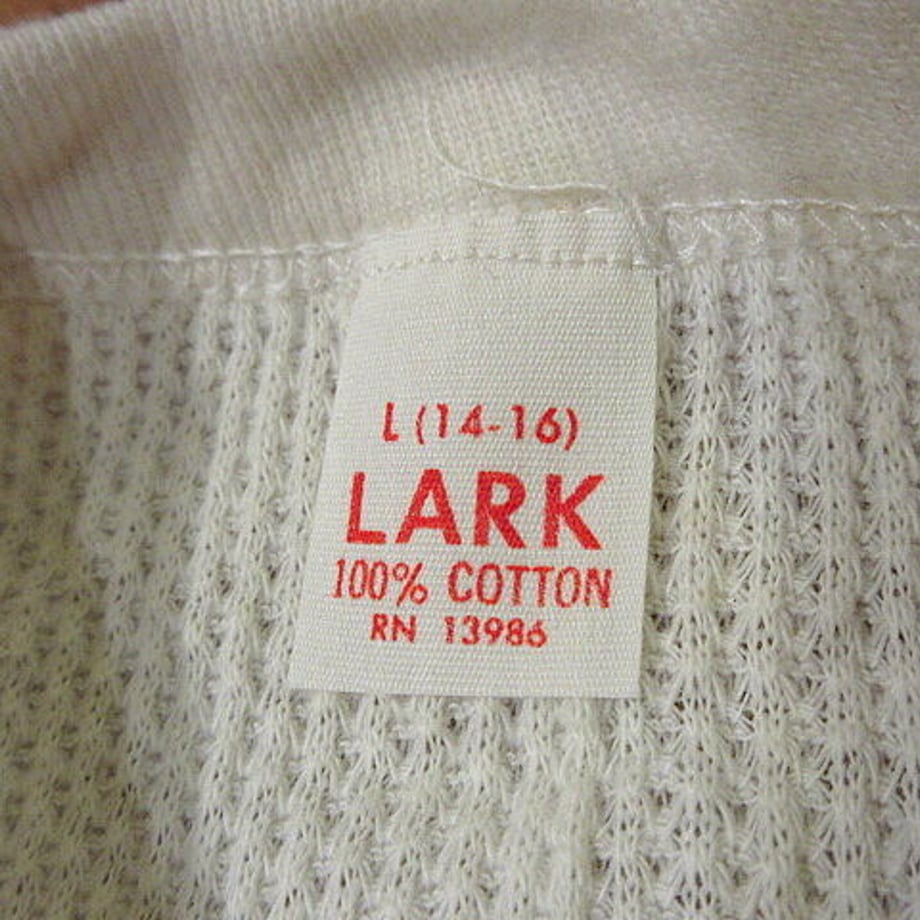 L (14-16)
LARK
100% COTTON
RN 13986